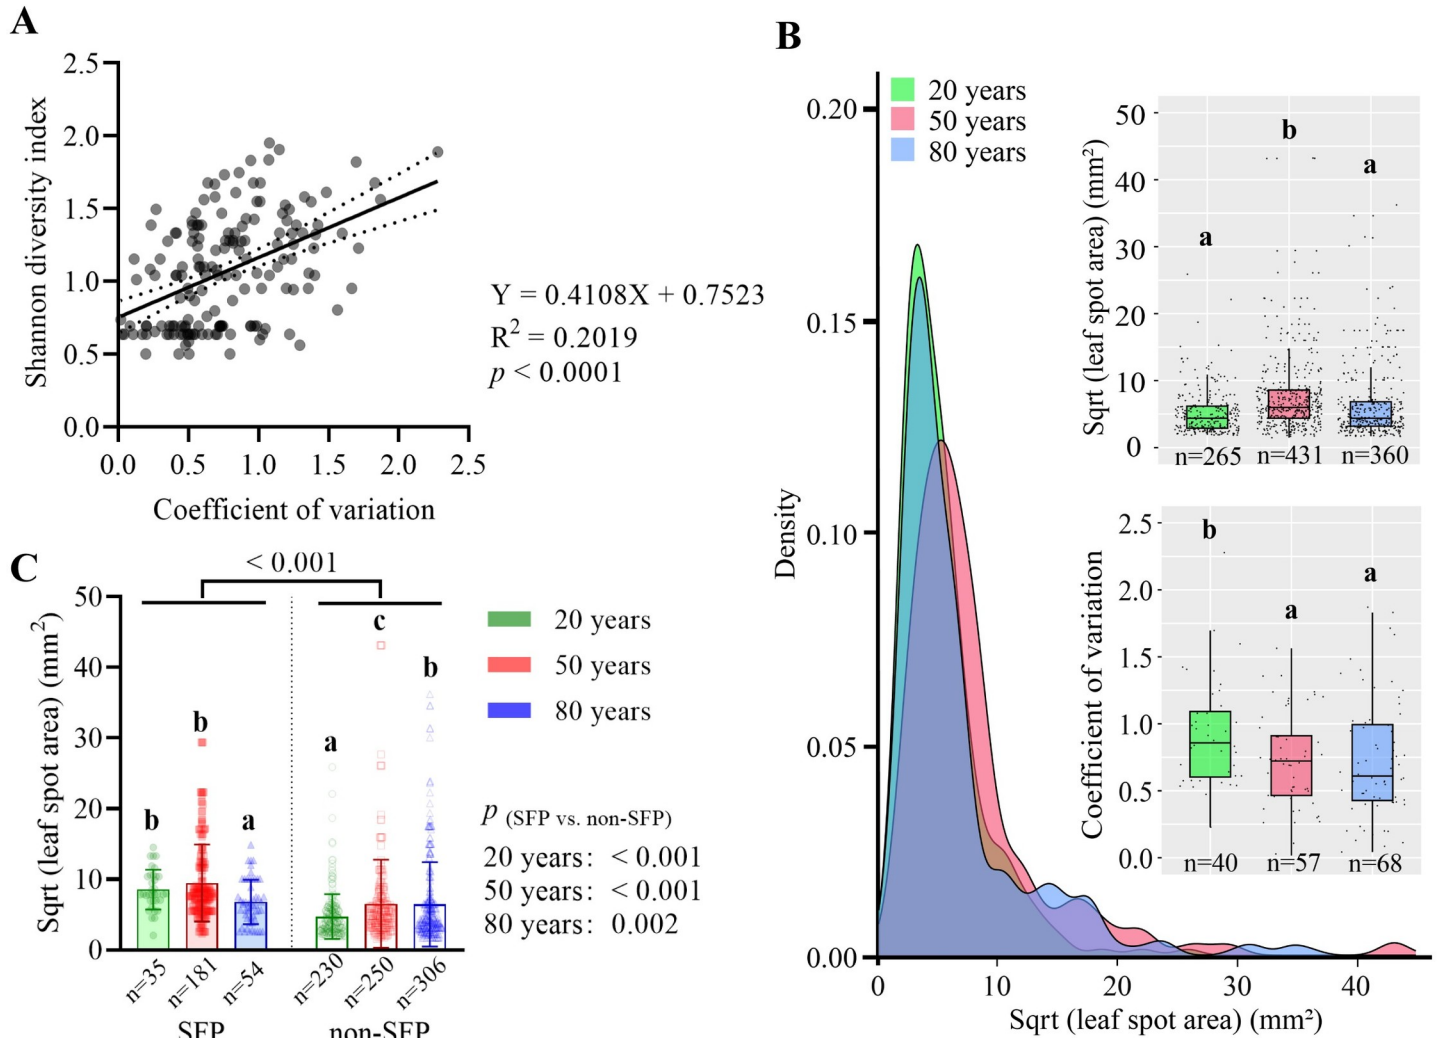 A
2.5
2.0
1.5
1.0
0.5
0.0
Shannon diversity index
0.0 0.5 1.0 1.5 2.0 2.5
Coefficient of variation
Y = 0.4108X + 0.7523
R² = 0.2019
p < 0.0001
B
20 years
50 years
80 years
0.20
0.15
0.10
0.05
0.00
Density
0 10 20 30 40
Sqrt (leaf spot area) (mm²)
50
40
30
20
10
0
Sqrt (leaf spot area) (mm²)
a
b
a
n=265 n=431 n=360
2.5
2.0
1.5
1.0
0.5
0.0
Coefficient of variation
b
a
a
n=40 n=57 n=68
C
< 0.001
50
40
30
20
10
0
Sqrt (leaf spot area) (mm²)
b
b
a
a
c
b
n=35 n=181 n=54 n=230 n=250 n=306
SFP non-SFP
20 years
50 years
80 years
p (SFP vs. non-SFP)
20 years: < 0.001
50 years: < 0.001
80 years: 0.002